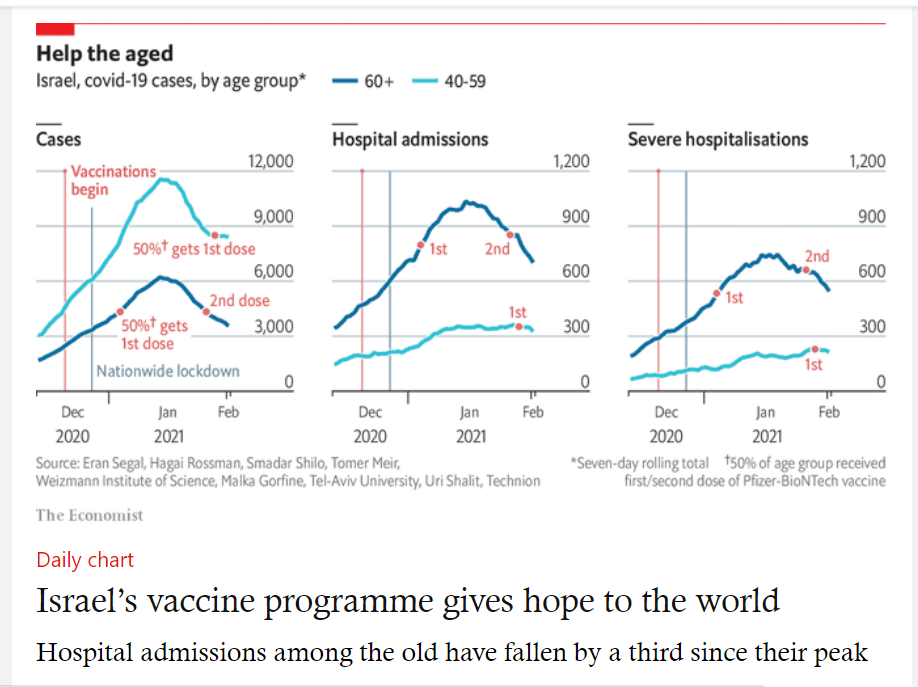 Help the aged
Israel, covid-19 cases, by age group*
60+
40-59
Cases
12,000
9,000
6,000
3,000
0
Vaccinations
begin
50%† gets 1st dose
2nd dose
50%† gets
1st dose
Nationwide lockdown
Dec
Jan
Feb
2020
2021
Hospital admissions
1,200
900
600
300
0
1st
2nd
1st
Dec
Jan
Feb
2020
2021
Severe hospitalisations
1,200
900
600
300
0
2nd
1st
1st
Dec
Jan
Feb
2020
2021
Source: Eran Segal, Hagai Rossman, Smadar Shilo, Tomer Meir,
Weizmann Institute of Science, Malka Gorfine, Tel-Aviv University, Uri Shalit, Technion
*Seven-day rolling total †50% of age group received
first/second dose of Pfizer-BioNTech vaccine
The Economist
Daily chart
Israel’s vaccine programme gives hope to the world
Hospital admissions among the old have fallen by a third since their peak